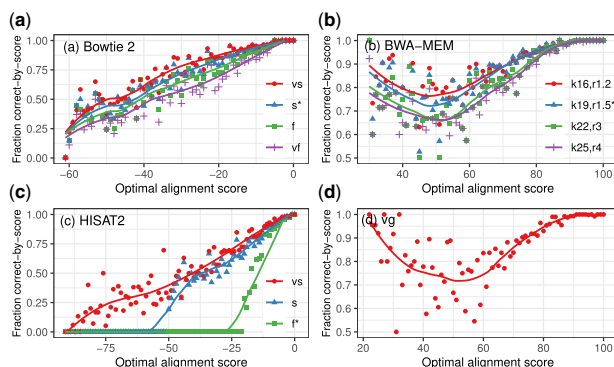 (a)
(a) Bowtie 2
Fraction correct−by−score
1.00
0.75
0.50
0.25
0.00
−60
−40
−20
0
Optimal alignment score
vs
s*
f
vf
(b)
(b) BWA−MEM
Fraction correct−by−score
1.0
0.9
0.8
0.7
0.6
0.5
40
60
80
100
Optimal alignment score
k16,r1.2
k19,r1.5*
k22,r3
k25,r4
(c)
(c) HISAT2
Fraction correct−by−score
1.00
0.75
0.50
0.25
0.00
−75
−50
−25
0
Optimal alignment score
vs
s
f*
(d)
(d) vg
Fraction correct−by−score
1.0
0.9
0.8
0.7
0.6
0.5
20
40
60
80
100
Optimal alignment score